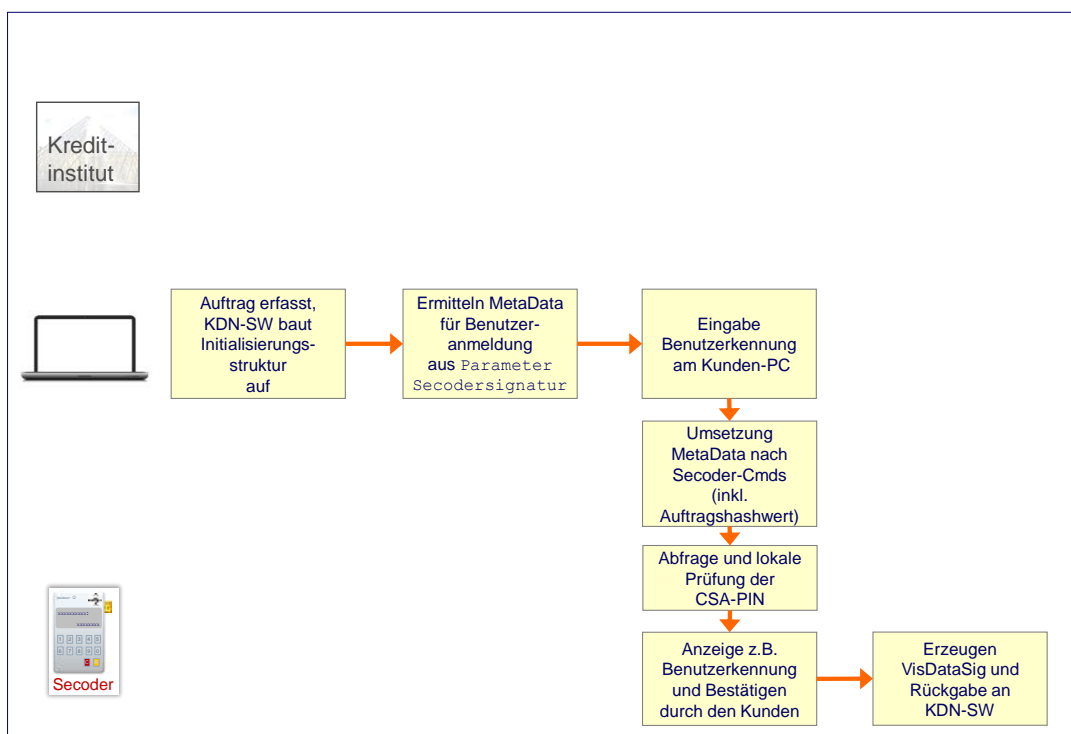 Kredit-
institut
Auftrag erfasst,
KDN-SW baut
Initialisierungs-
struktur
auf
Ermitteln MetaData
für Benutzer-
anmeldung
aus Parameter
Secodersignatur
Eingabe
Benutzerkennung
am Kunden-PC
Umsetzung
MetaData nach
Secoder-Cmds
(inkl.
Auftragshashwert)
Abfrage und lokale
Prüfung der
CSA-PIN
Anzeige z.B.
Benutzerkennung
und Bestätigen
durch den Kunden
Erzeugen
VisDataSig und
Rückgabe an
KDN-SW
Secoder